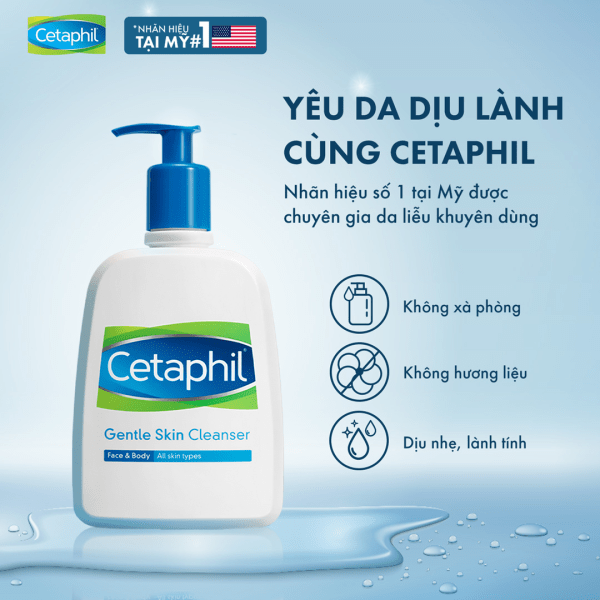 Cetaphil
*NHÃN HIỆU
TẠI MỸ#1
YÊU DA DỊU LÀNH
CÙNG CETAPHIL
Nhãn hiệu số 1 tại Mỹ được
chuyên gia da liễu khuyên dùng
Không xà phòng
Không hương liệu
Dịu nhẹ, lành tính
Cetaphil®
Gentle Skin Cleanser
Face & Body All skin types